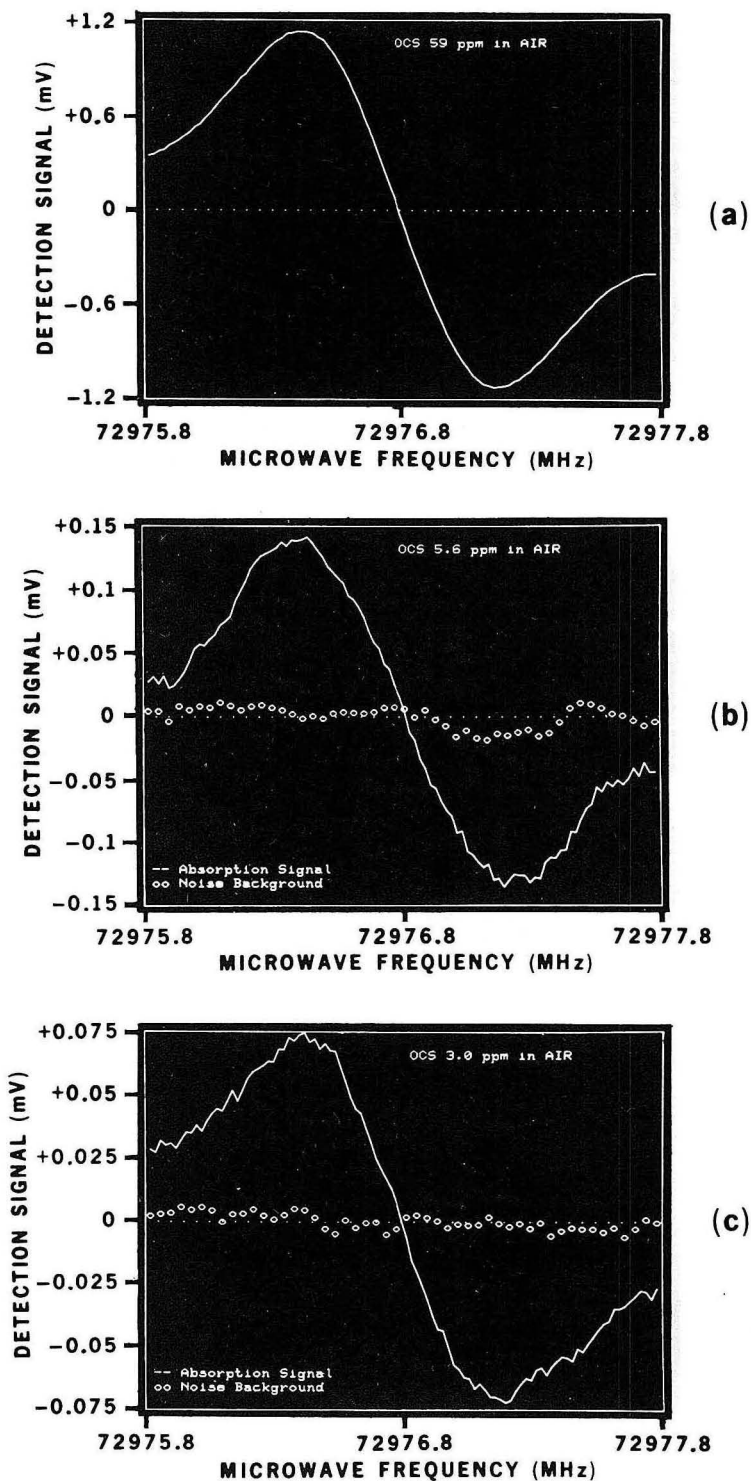 DETECTION SIGNAL (mV)
+1.2
+0.6
0
−0.6
−1.2
OCS 59 ppm in AIR
(a)
72975.8 72976.8 72977.8
MICROWAVE FREQUENCY (MHz)
DETECTION SIGNAL (mV)
+0.15
+0.1
+0.05
0
−0.05
−0.1
−0.15
OCS 5.6 ppm in AIR
(b)
— Absorption Signal
oo Noise Background
72975.8 72976.8 72977.8
MICROWAVE FREQUENCY (MHz)
DETECTION SIGNAL (mV)
+0.075
+0.05
+0.025
0
−0.025
−0.05
−0.075
OCS 3.0 ppm in AIR
(c)
— Absorption Signal
oo Noise Background
72975.8 72976.8 72977.8
MICROWAVE FREQUENCY (MHz)